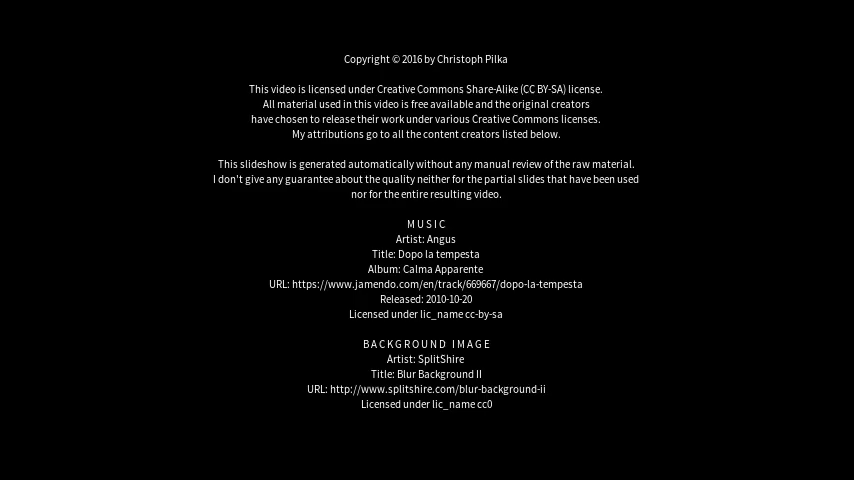 Copyright © 2016 by Christoph Pilka
This video is licensed under Creative Commons Share-Alike (CC BY-SA) license.
All material used in this video is free available and the original creators
have chosen to release their work under various Creative Commons licenses.
My attributions go to all the content creators listed below.
This slideshow is generated automatically without any manual review of the raw material.
I don't give any guarantee about the quality neither for the partial slides that have been used
nor for the entire resulting video.
MUSIC
Artist: Angus
Title: Dopo la tempesta
Album: Calma Apparente
URL: https://www.jamendo.com/en/track/669667/dopo-la-tempesta
Released: 2010-10-20
Licensed under lic_name cc-by-sa
BACKGROUND IMAGE
Artist: SplitShire
Title: Blur Background II
URL: http://www.splitshire.com/blur-background-ii
Licensed under lic_name cc0